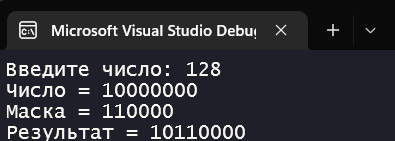 Microsoft Visual Studio Debug
Введите число: 128
Число = 10000000
Маска = 110000
Результат = 10110000